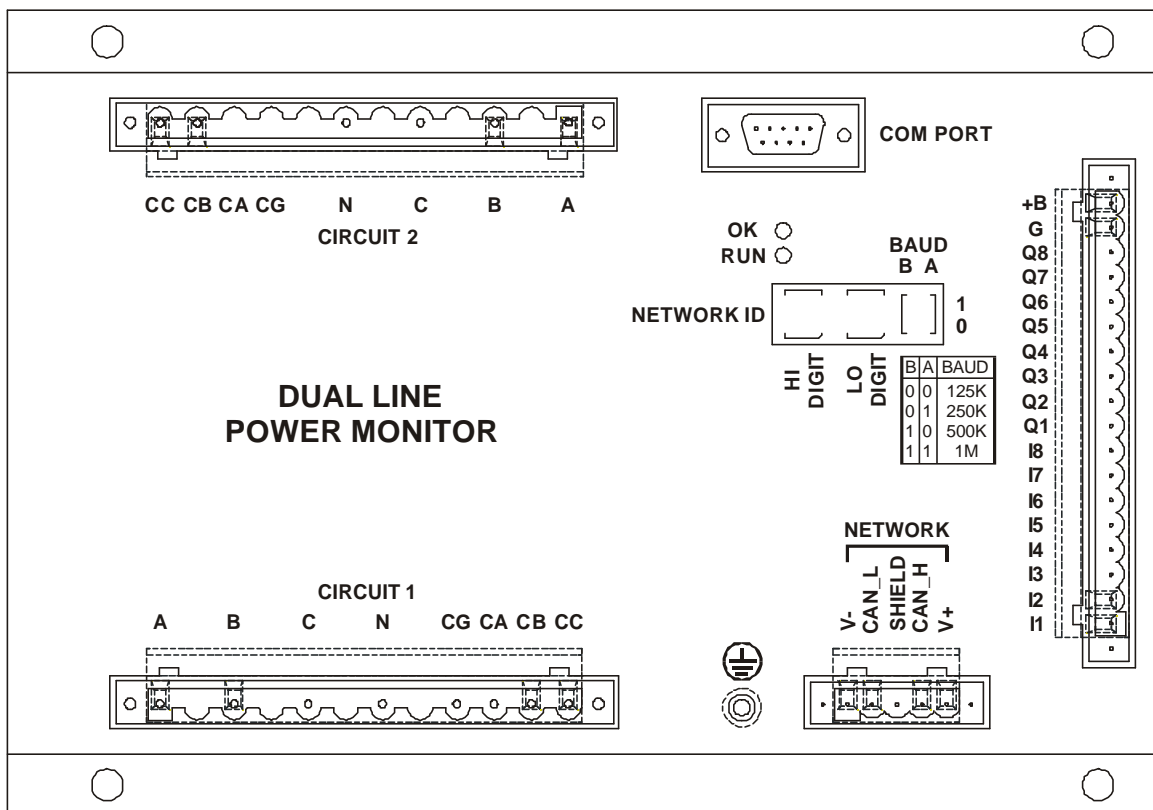 COM PORT
CC CB CA CG N C B A
CIRCUIT 2
OK
RUN
BAUD
B A
NETWORK ID
1
0
HI
DIGIT
LO
DIGIT
B A BAUD
0 0 125K
0 1 250K
1 0 500K
1 1 1M
DUAL LINE
POWER MONITOR
+B
G
Q8
Q7
Q6
Q5
Q4
Q3
Q2
Q1
I8
I7
I6
I5
I4
I3
I2
I1
NETWORK
V-
CAN_L
SHIELD
CAN_H
V+
CIRCUIT 1
A B C N CG CA CB CC